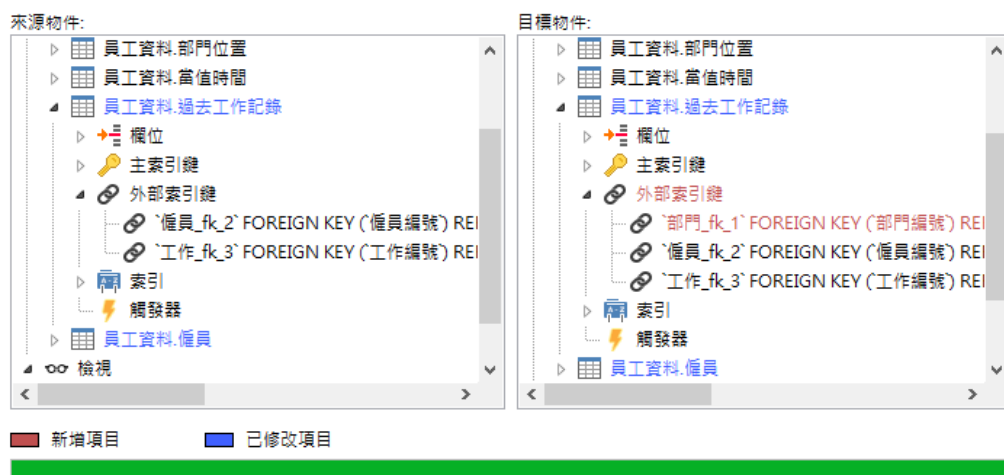 來源物件:
員工資料.部門位置
員工資料.當值時間
員工資料.過去工作記錄
欄位
主索引鍵
外部索引鍵
`僱員_fk_2` FOREIGN KEY (`僱員編號`) REI
`工作_fk_3` FOREIGN KEY (`工作編號`) REI
索引
觸發器
員工資料.僱員
檢視
目標物件:
員工資料.部門位置
員工資料.當值時間
員工資料.過去工作記錄
欄位
主索引鍵
外部索引鍵
`部門_fk_1` FOREIGN KEY (`部門編號`) REI
`僱員_fk_2` FOREIGN KEY (`僱員編號`) REI
`工作_fk_3` FOREIGN KEY (`工作編號`) REI
索引
觸發器
員工資料.僱員
新增項目
已修改項目